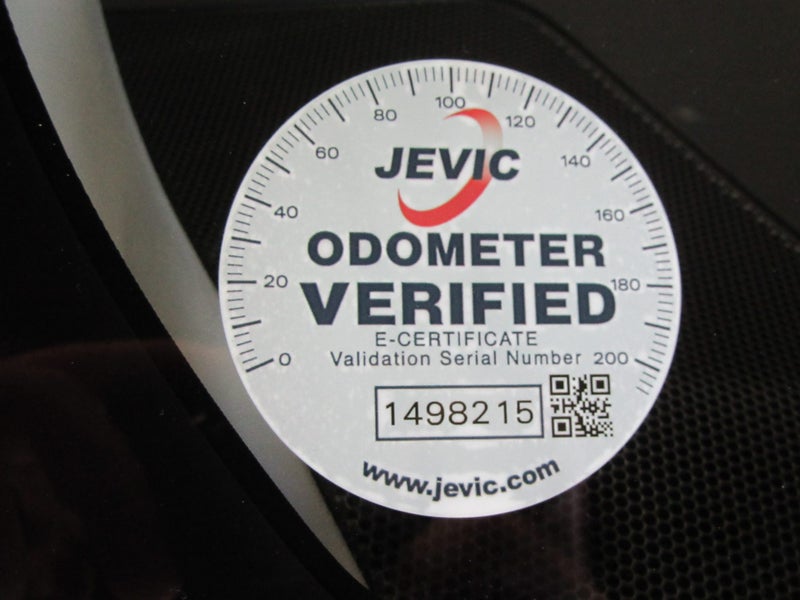 0 20 40 60 80 100 120 140 160 180 200
JEVIC
ODOMETER
VERIFIED
E-CERTIFICATE
Validation Serial Number
1498215
www.jevic.com